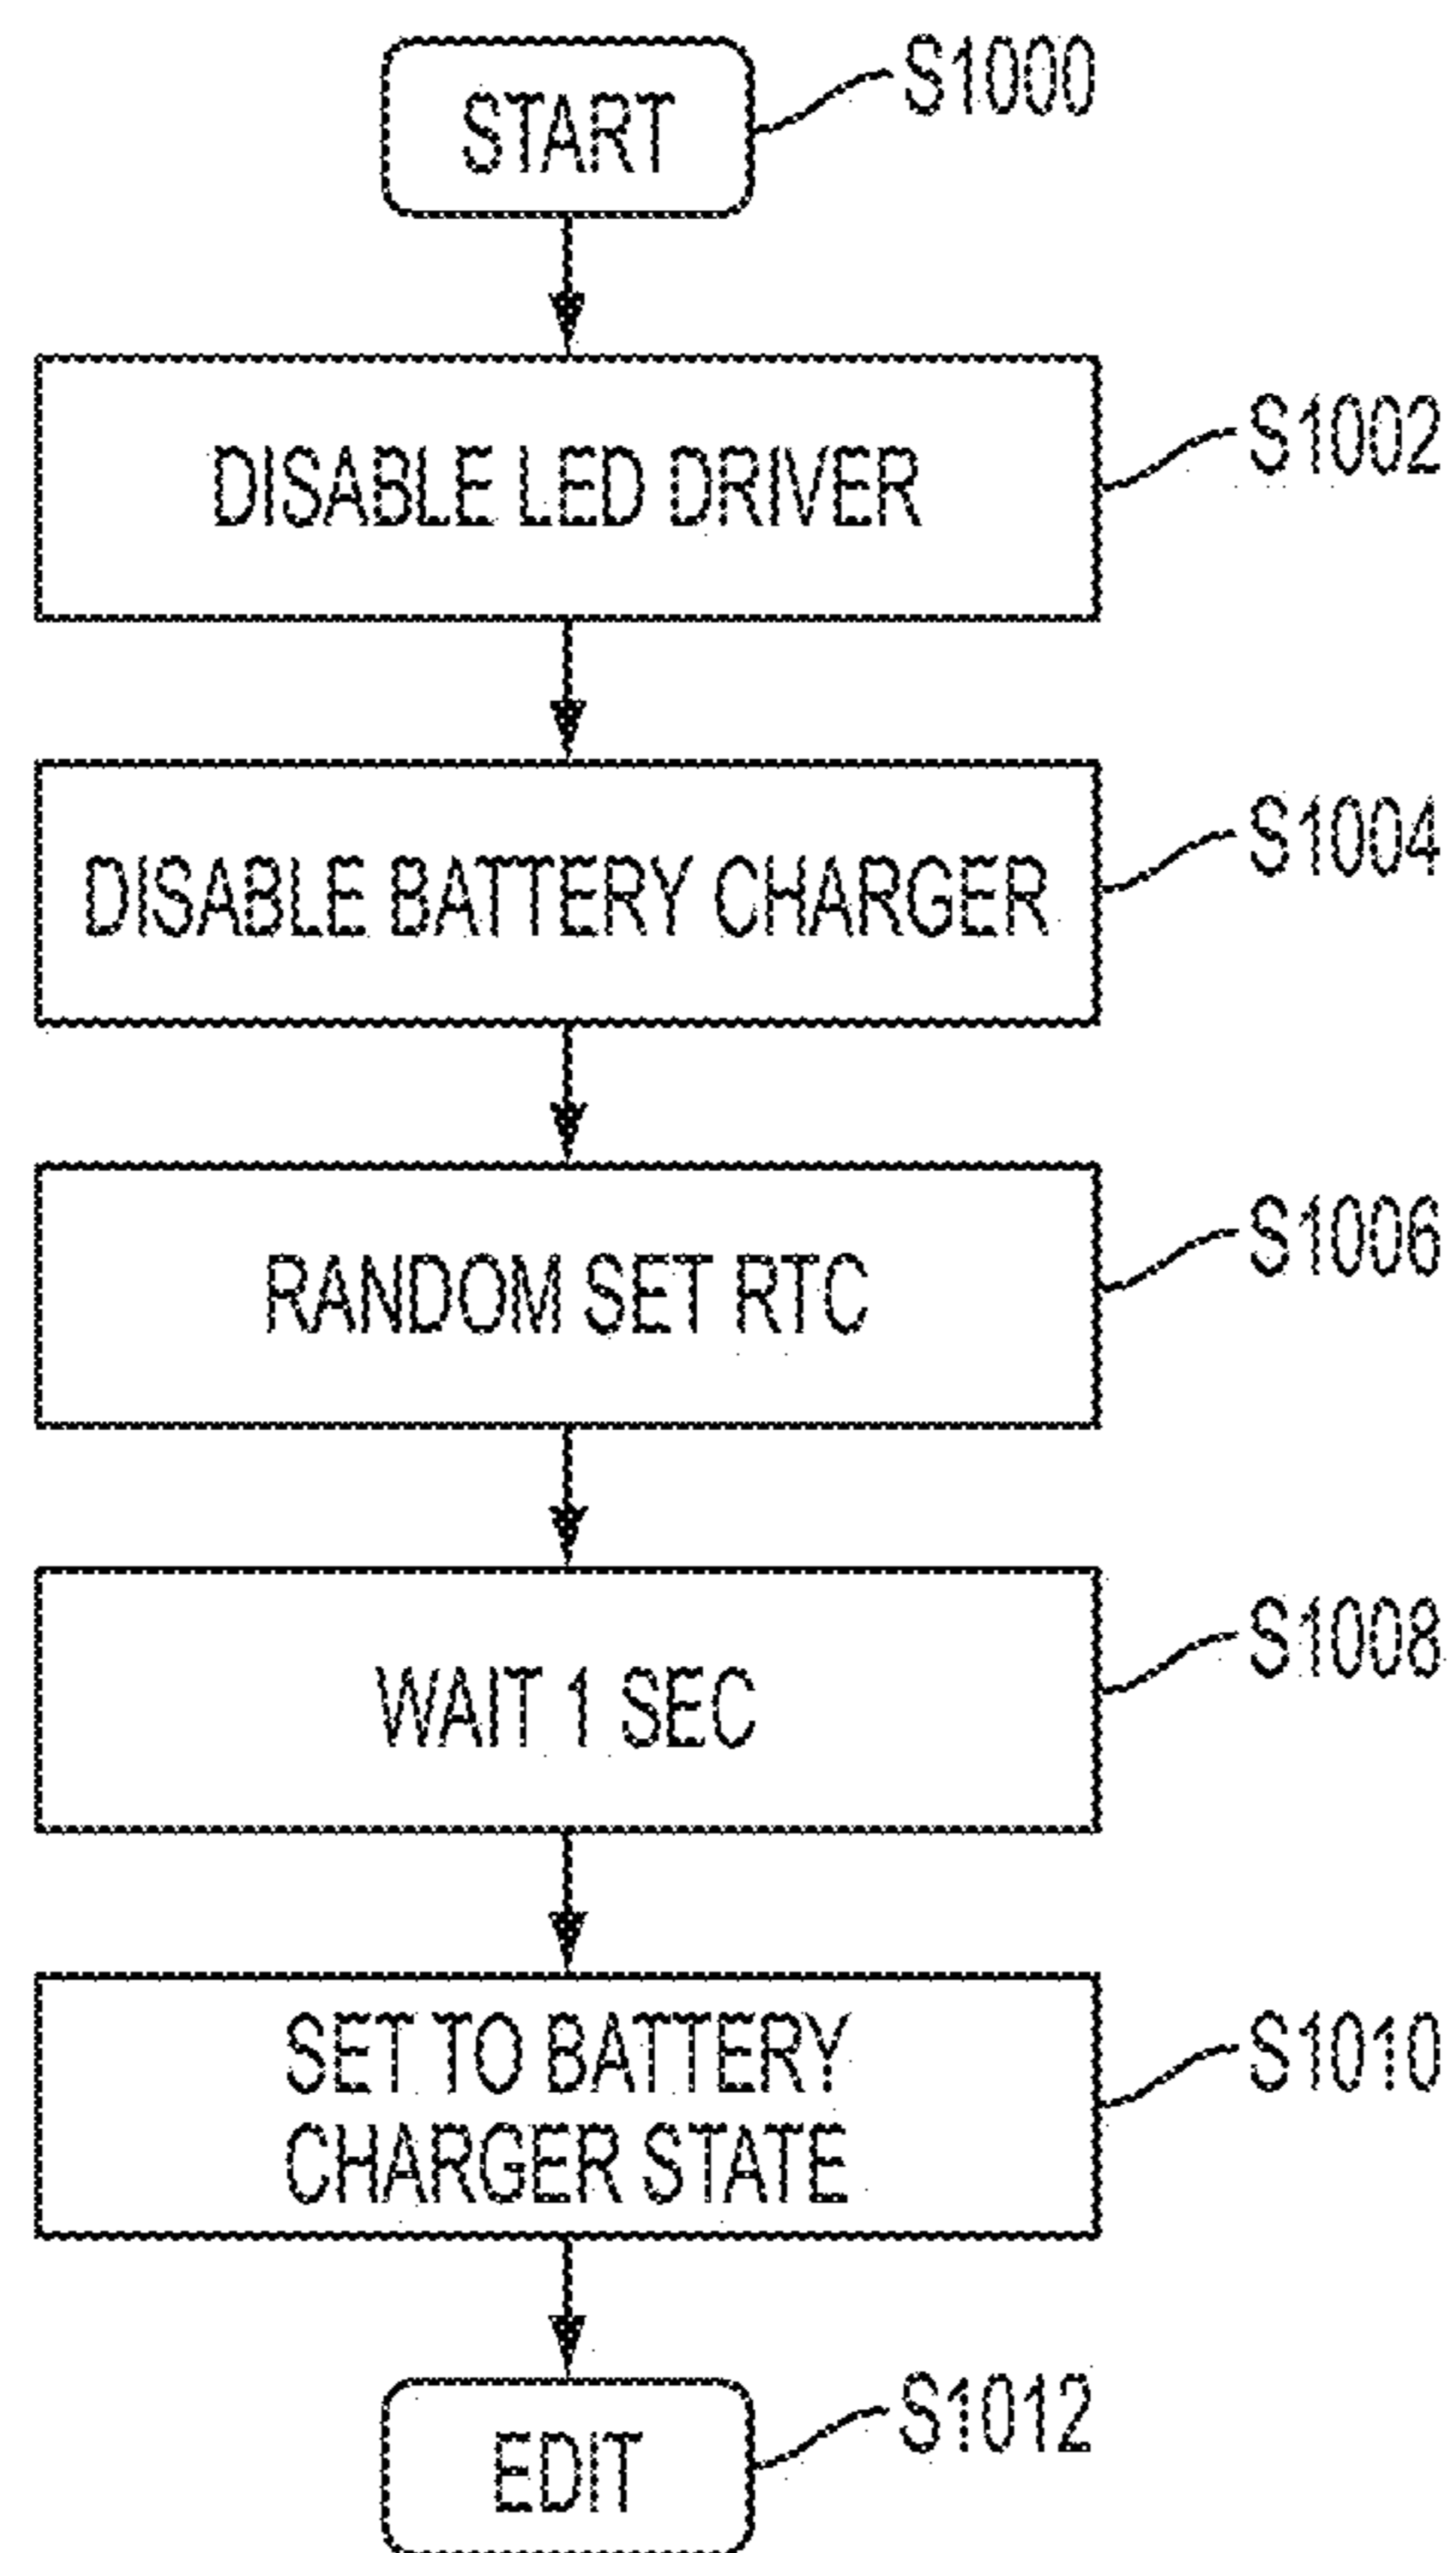 START
S1000
DISABLE LED DRIVER
S1002
DISABLE BATTERY CHARGER
S1004
RANDOM SET RTC
S1006
WAIT 1 SEC
S1008
SET TO BATTERY
CHARGER STATE
S1010
EDIT
S1012